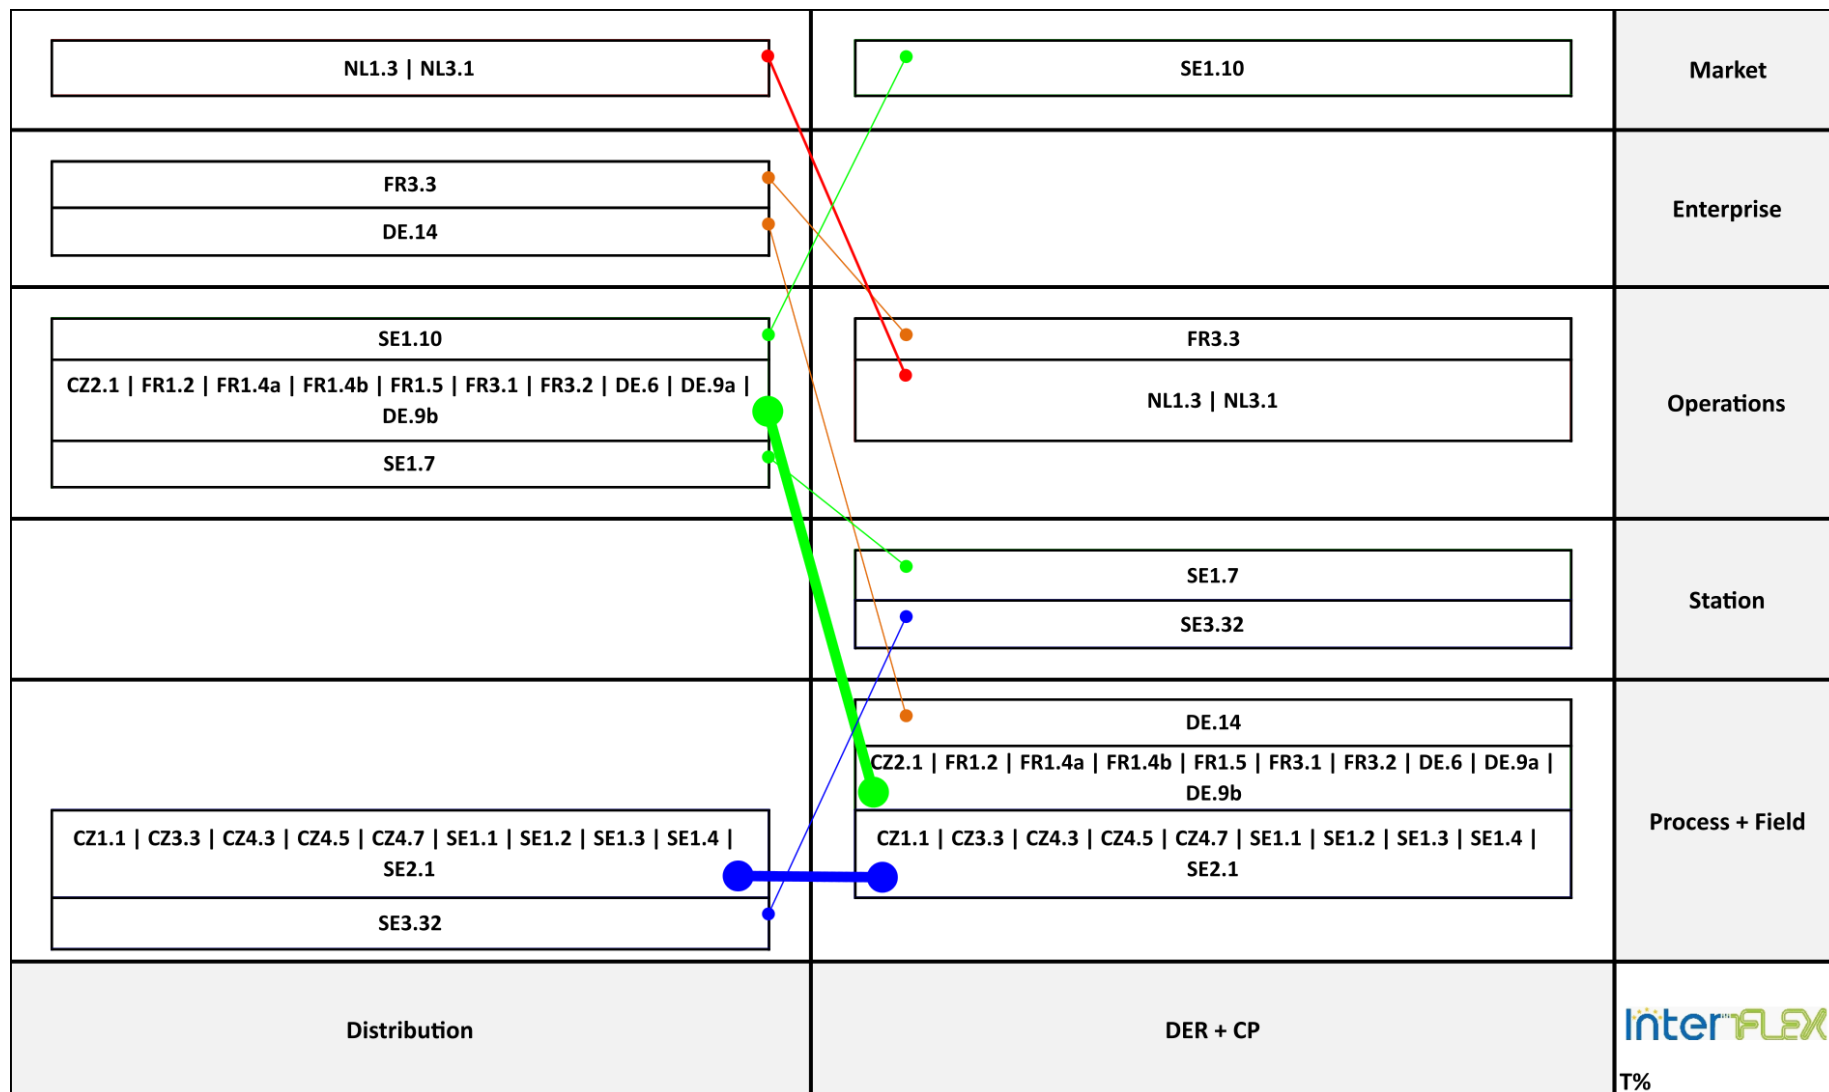 NL1.3 | NL3.1
SE1.10
Market
FR3.3
DE.14
Enterprise
SE1.10
CZ2.1 | FR1.2 | FR1.4a | FR1.4b | FR1.5 | FR3.1 | FR3.2 | DE.6 | DE.9a |
DE.9b
SE1.7
FR3.3
NL1.3 | NL3.1
Operations
SE1.7
SE3.32
Station
CZ1.1 | CZ3.3 | CZ4.3 | CZ4.5 | CZ4.7 | SE1.1 | SE1.2 | SE1.3 | SE1.4 |
SE2.1
SE3.32
DE.14
CZ2.1 | FR1.2 | FR1.4a | FR1.4b | FR1.5 | FR3.1 | FR3.2 | DE.6 | DE.9a |
DE.9b
CZ1.1 | CZ3.3 | CZ4.3 | CZ4.5 | CZ4.7 | SE1.1 | SE1.2 | SE1.3 | SE1.4 |
SE2.1
Process + Field
Distribution
DER + CP
InterFLEX
T%